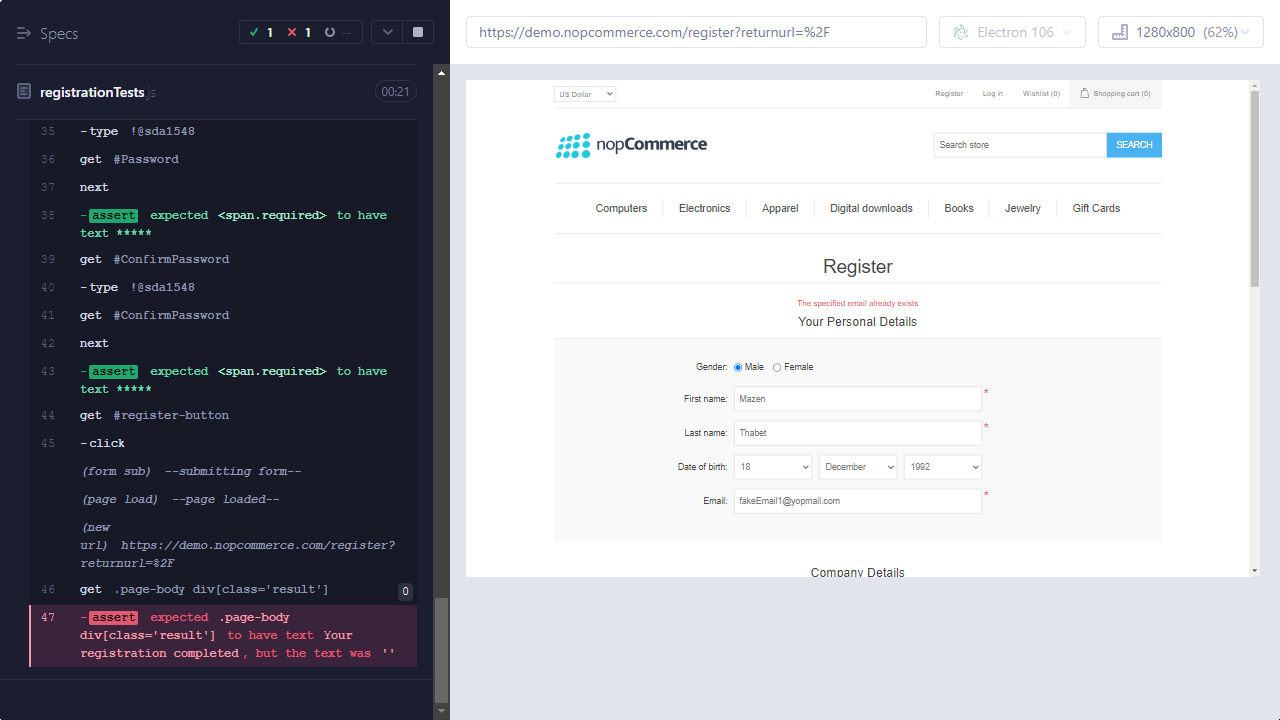 Specs
1
1
--
registrationTests.js
00:21
35 -type !@sda1548
36 get #Password
37 next
38 -assert expected <span.required> to have
text *****
39 get #ConfirmPassword
40 -type !@sda1548
41 get #ConfirmPassword
42 next
43 -assert expected <span.required> to have
text *****
44 get #register-button
45 -click
(form sub) --submitting form--
(page load) --page loaded--
(new
url) https://demo.nopcommerce.com/register?
returnurl=%2F
46 get .page-body div[class='result'] 0
47 -assert expected .page-body
div[class='result'] to have text Your
registration completed, but the text was ''
https://demo.nopcommerce.com/register?returnurl=%2F
Electron 106
1280x800 (62%)
US Dollar
Register Log in Wishlist (0) Shopping cart (0)
nopCommerce
Search store SEARCH
Computers Electronics Apparel Digital downloads Books Jewelry Gift Cards
Register
The specified email already exists
Your Personal Details
Gender: Male Female
First name: Mazen *
Last name: Thabet *
Date of birth: 18 December 1992
Email: fakeEmail1@yopmail.com *
Company Details